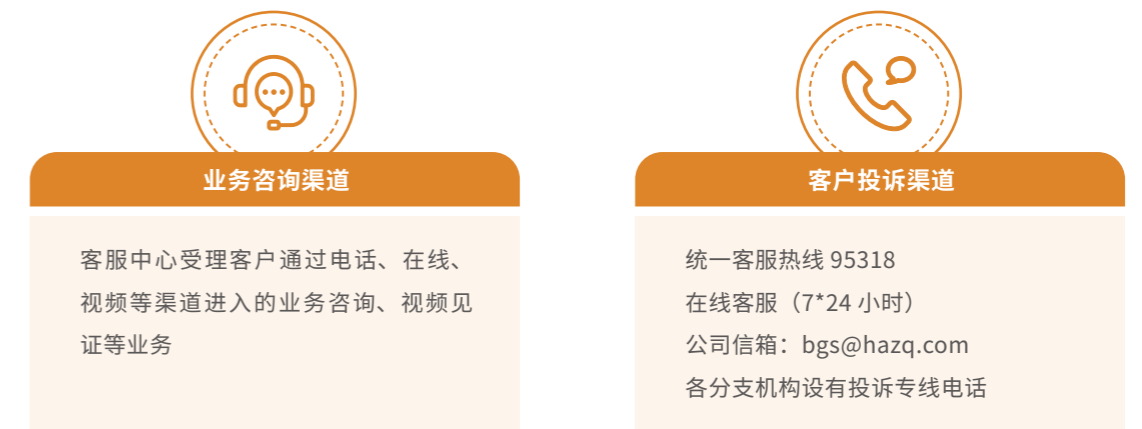 业务咨询渠道
客服中心受理客户通过电话、在线、
视频等渠道进入的业务咨询、视频见
证等业务
客户投诉渠道
统一客服热线 95318
在线客服（7*24 小时）
公司信箱：bgs@hazq.com
各分支机构设有投诉专线电话